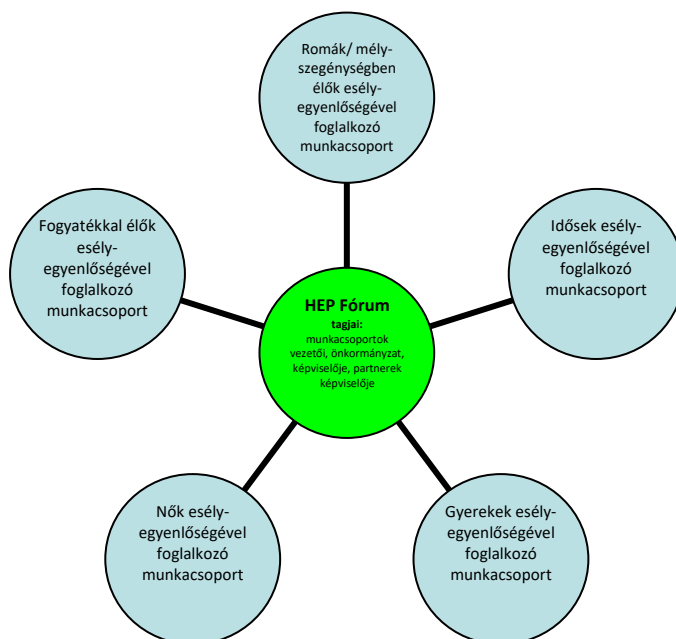 Romák/ mély-
szegénységben
élők esély-
egyenlőségével
foglalkozó
munkacsoport
Fogyatékkal élők
esély-
egyenlőségével
foglalkozó
munkacsoport
Idősek esély-
egyenlőségével
foglalkozó
munkacsoport
HEP Fórum
tagjai:
munkacsoportok
vezetői, önkormányzat,
képviselője, partnerek
képviselője
Nők esély-
egyenlőségével
foglalkozó
munkacsoport
Gyerekek esély-
egyenlőségével
foglalkozó
munkacsoport